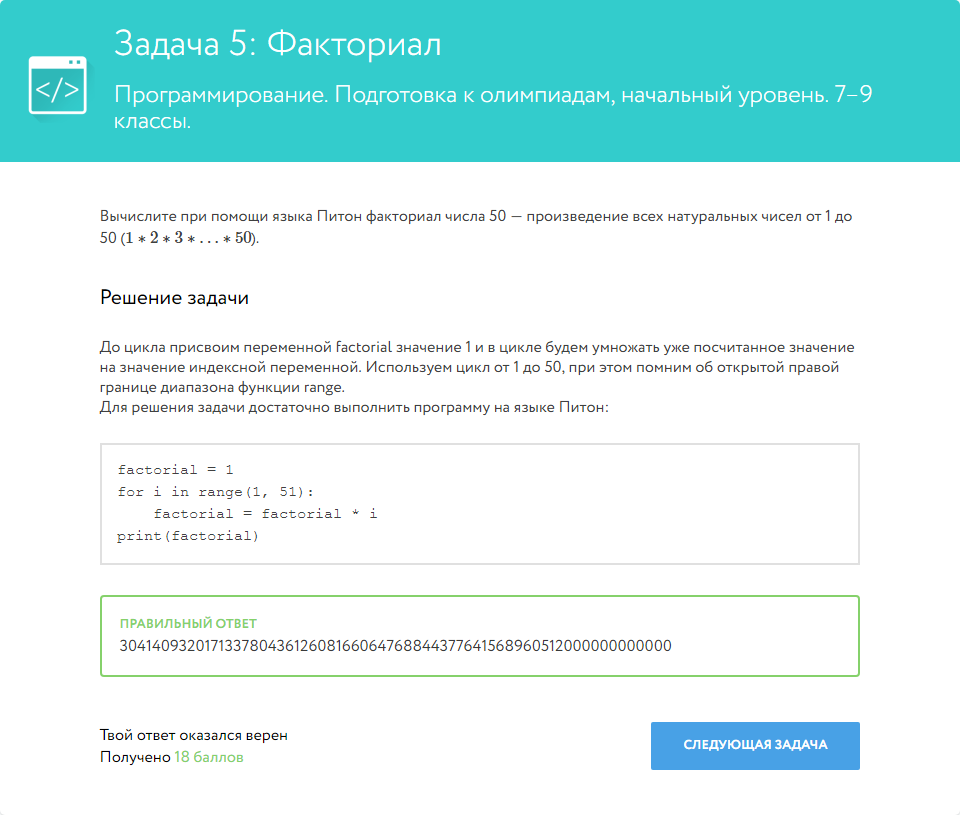 Задача 5: Факториал
</>
Программирование. Подготовка к олимпиадам, начальный уровень. 7–9
классы.
Вычислите при помощи языка Питон факториал числа 50 — произведение всех натуральных чисел от 1 до
50 (1 ∗ 2 ∗ 3 ∗ . . . ∗ 50).
Решение задачи
До цикла присвоим переменной factorial значение 1 и в цикле будем умножать уже посчитанное значение
на значение индексной переменной. Используем цикл от 1 до 50, при этом помним об открытой правой
границе диапазона функции range.
Для решения задачи достаточно выполнить программу на языке Питон:
factorial = 1
for i in range(1, 51):
    factorial = factorial * i
print(factorial)
ПРАВИЛЬНЫЙ ОТВЕТ
30414093201713378043612608166064768844377641568960512000000000000
Твой ответ оказался верен
Получено 18 баллов
СЛЕДУЮЩАЯ ЗАДАЧА